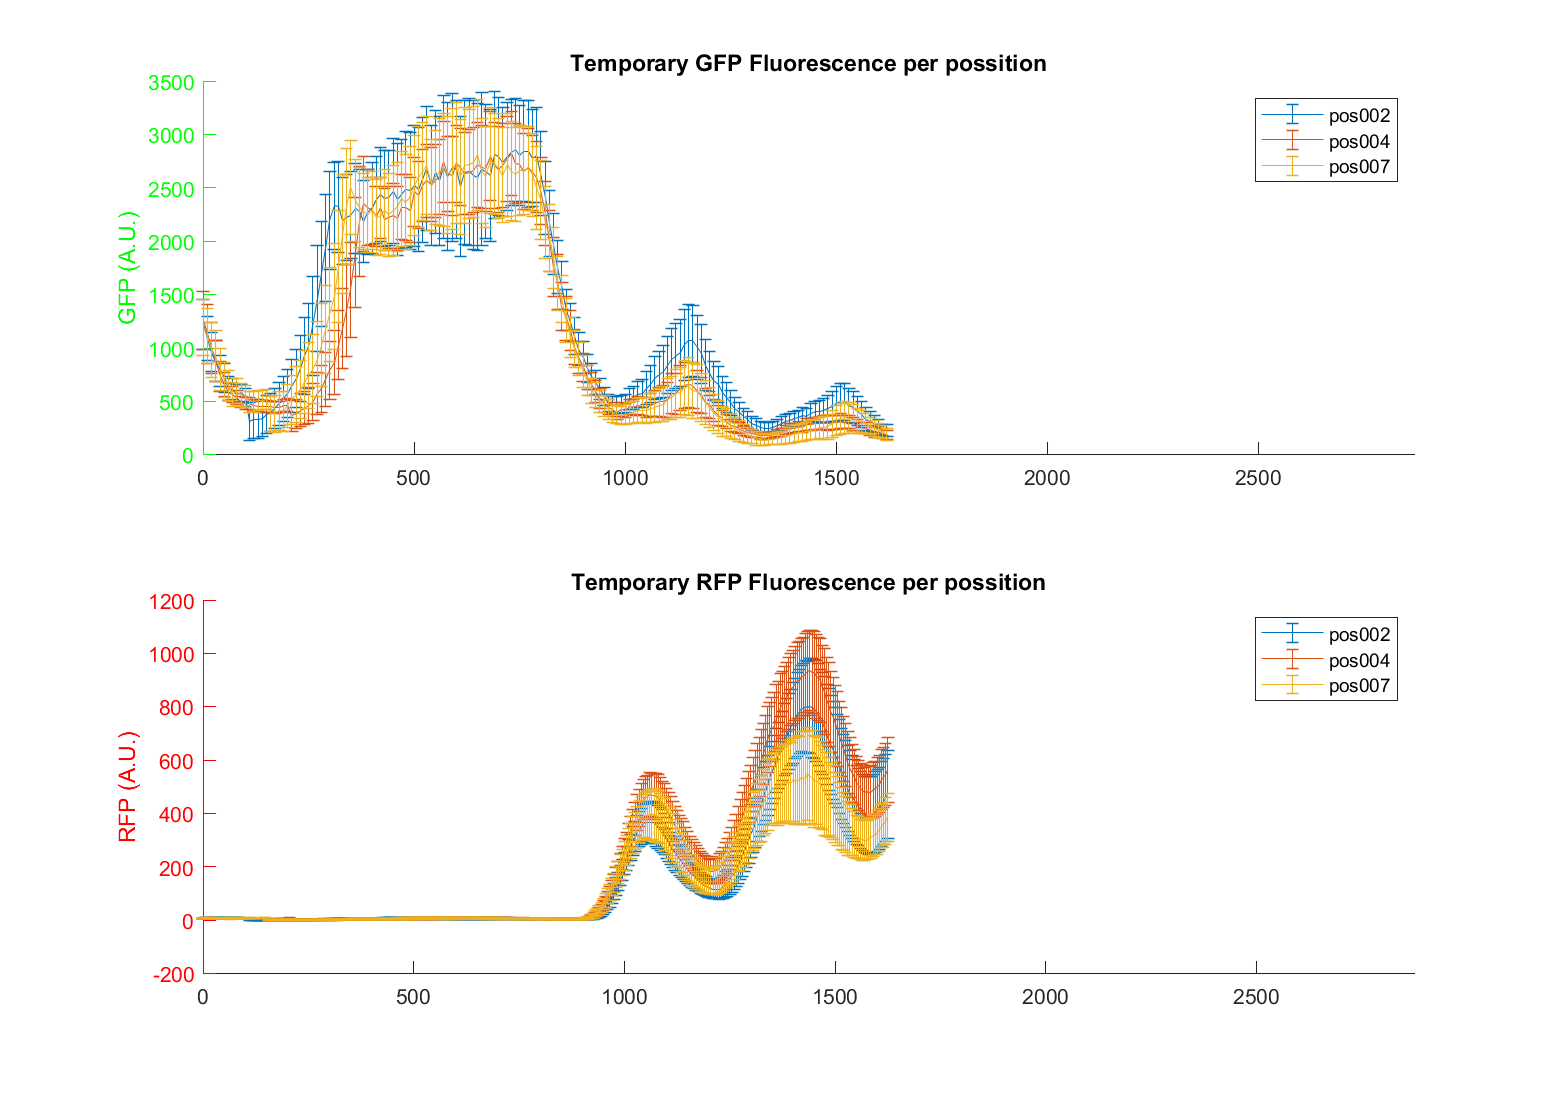 Temporary GFP Fluorescence per possition
3500
3000
2500
2000
1500
1000
500
0
GFP (A.U.)
0 500 1000 1500 2000 2500
pos002
pos004
pos007
Temporary RFP Fluorescence per possition
1200
1000
800
600
400
200
0
-200
RFP (A.U.)
0 500 1000 1500 2000 2500
pos002
pos004
pos007